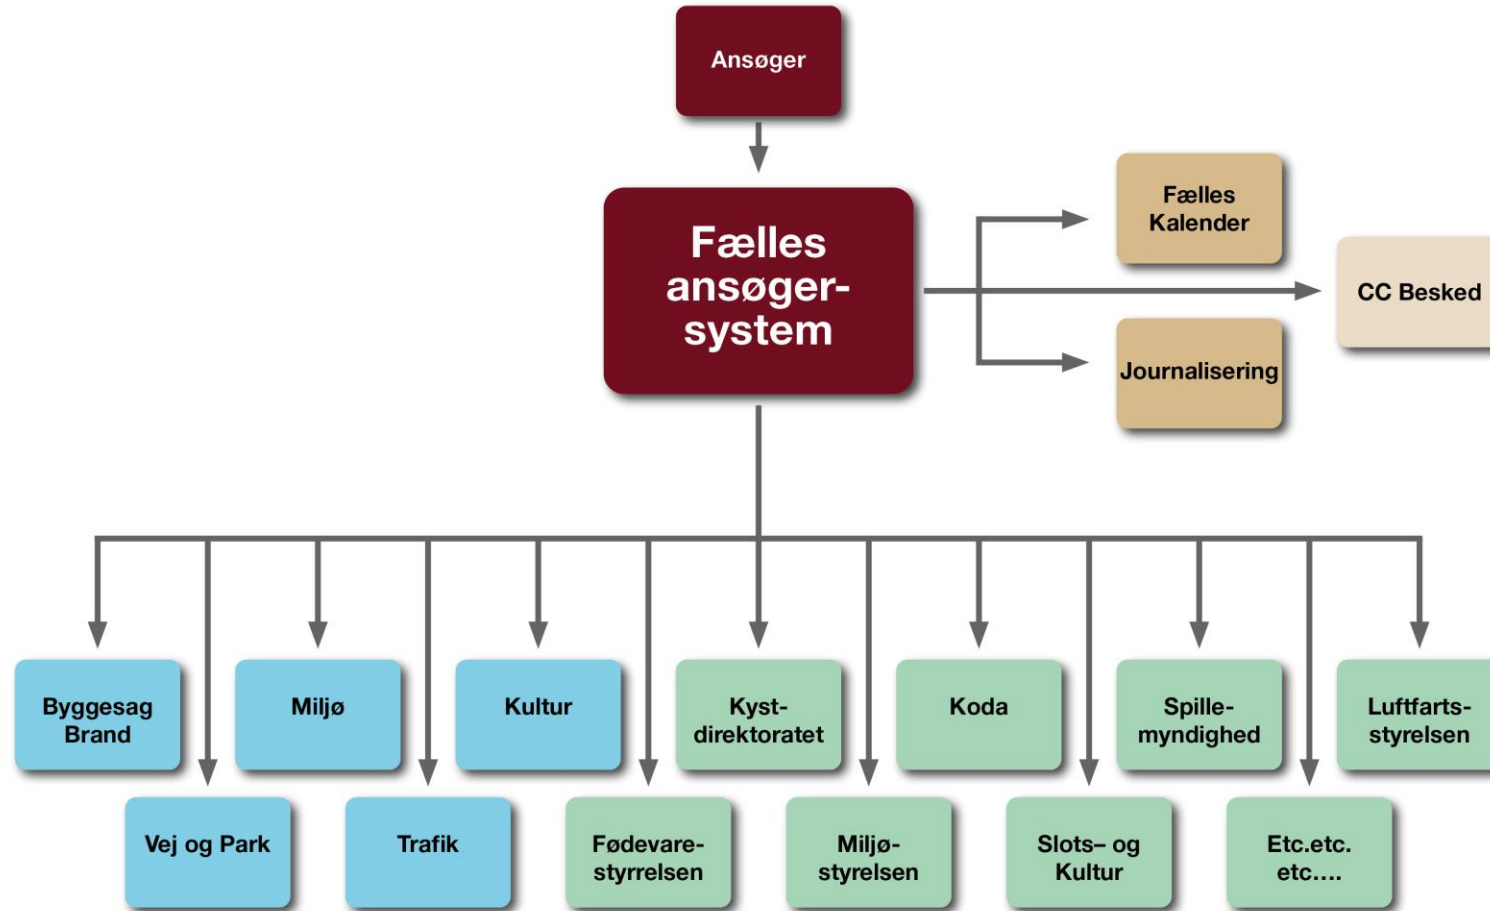 Ansøger
Fælles
ansøger-
system
Fælles
Kalender
CC Besked
Journalisering
Byggesag
Brand
Miljø
Kultur
Kyst-
direktoratet
Koda
Spille-
myndighed
Luftfarts-
styrelsen
Vej og Park
Trafik
Fødevare-
styrrelsen
Miljø-
styrelsen
Slots– og
Kultur
Etc.etc.
etc....